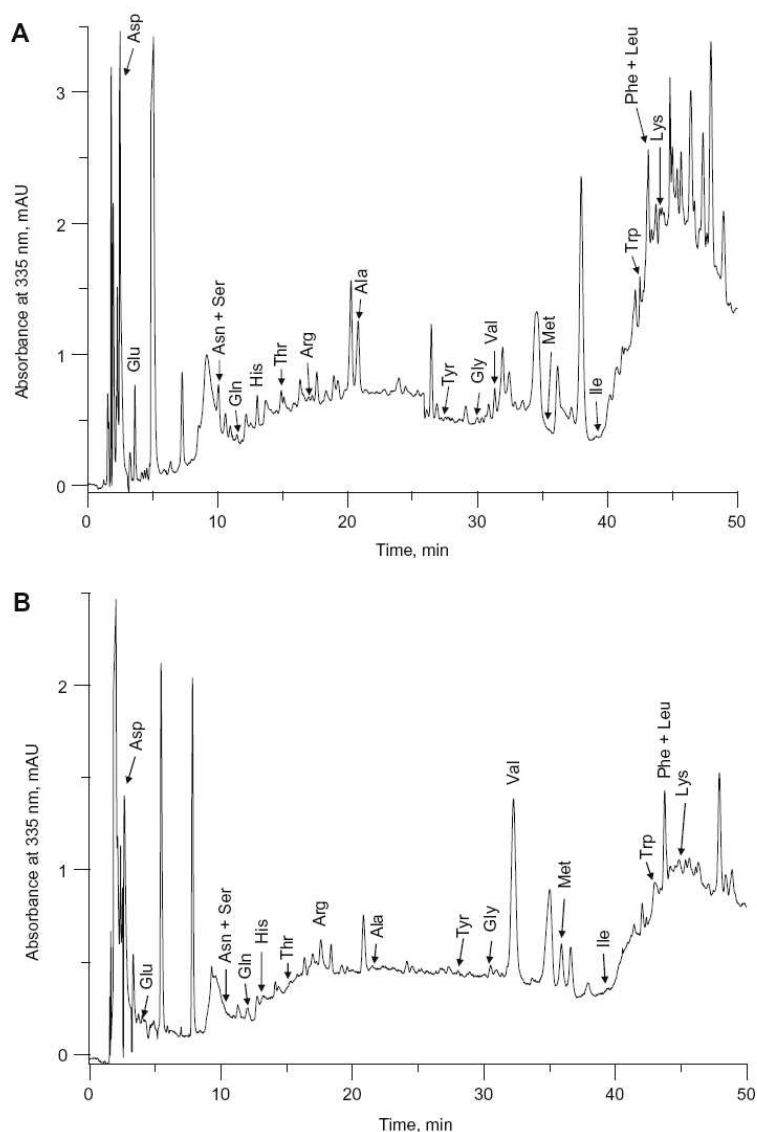 A
Absorbance at 335 nm, mAU
3
2
1
0
Asp
Glu
Asn + Ser
Gln
His
Thr
Arg
Ala
Tyr
Gly
Val
Met
Ile
Trp
Phe + Leu
Lys
0 10 20 30 40 50
Time, min
B
Absorbance at 335 nm, mAU
2
1
0
Asp
Glu
Asn + Ser
Gln
His
Thr
Arg
Ala
Tyr
Gly
Val
Met
Ile
Trp
Phe + Leu
Lys
0 10 20 30 40 50
Time, min